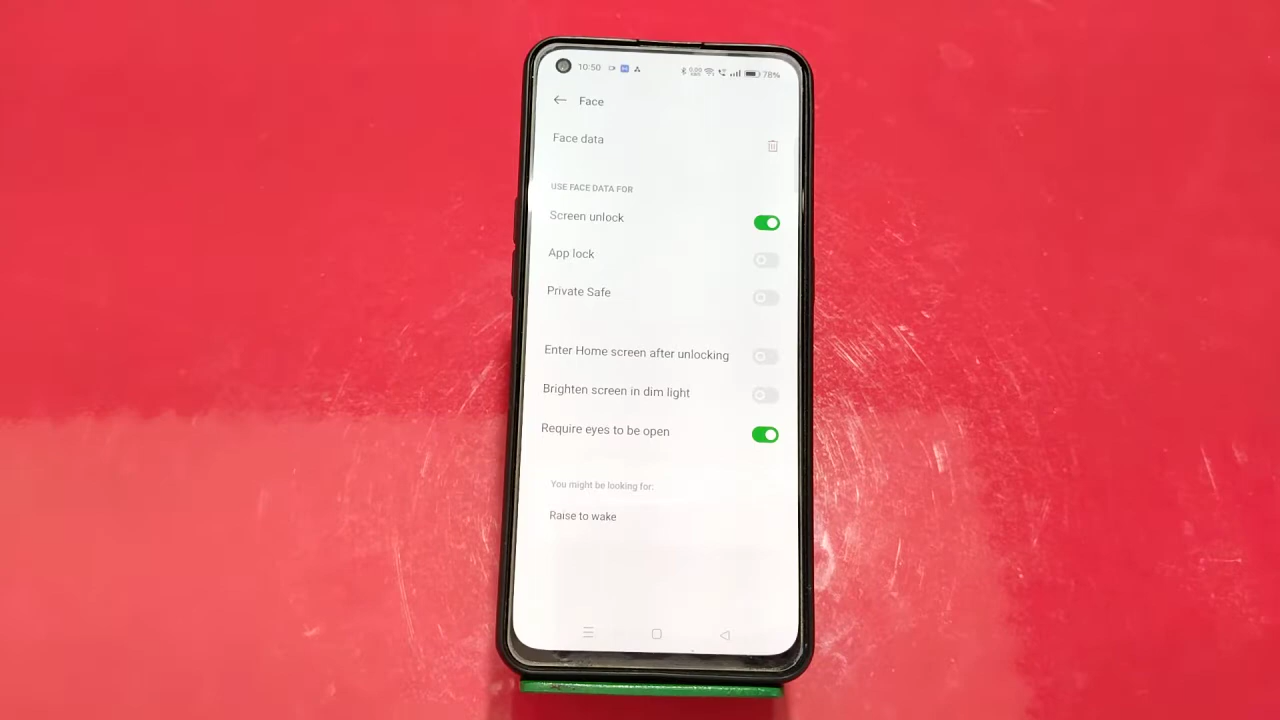 10:50 78%
Face
Face data
USE FACE DATA FOR
Screen unlock
App lock
Private Safe
Enter Home screen after unlocking
Brighten screen in dim light
Require eyes to be open
You might be looking for:
Raise to wake